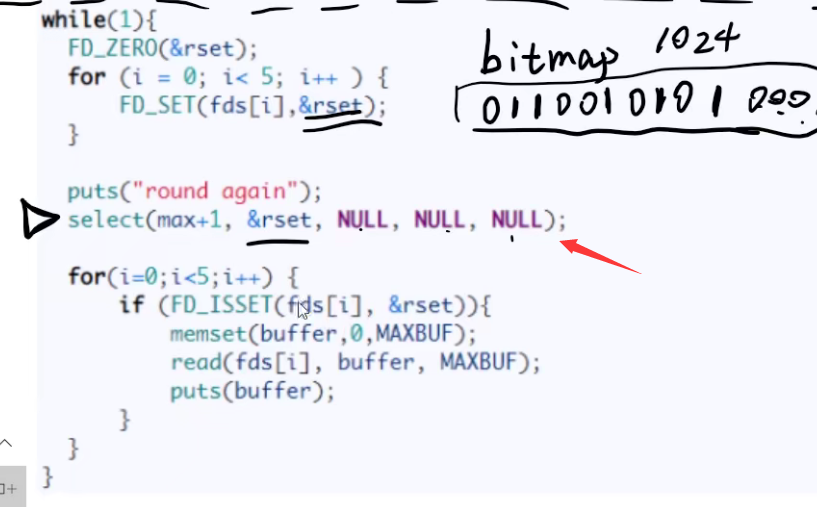 while(1){
FD_ZERO(&rset);
for (i = 0; i< 5; i++ ) {
FD_SET(fds[i],&rset);
}
puts("round again");
select(max+1, &rset, NULL, NULL, NULL);
for(i=0;i<5;i++) {
if (FD_ISSET(fds[i], &rset)){
memset(buffer,0,MAXBUF);
read(fds[i], buffer, MAXBUF);
puts(buffer);
}
}
}
bitmap 1024
0110010101 1 000